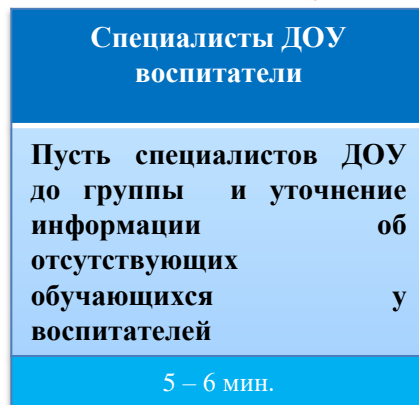 Специалисты ДОУ
воспитатели
Пусть специалистов ДОУ
до группы и уточнение
информации об
отсутствующих
обучающихся у
воспитателей
5 – 6 мин.